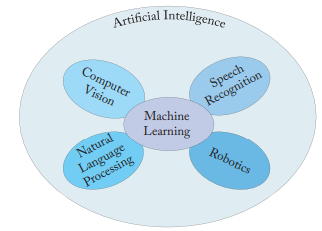 Artificial Intelligence
Computer
Vision
Speech
Recognition
Machine
Learning
Natural
Language
Processing
Robotics